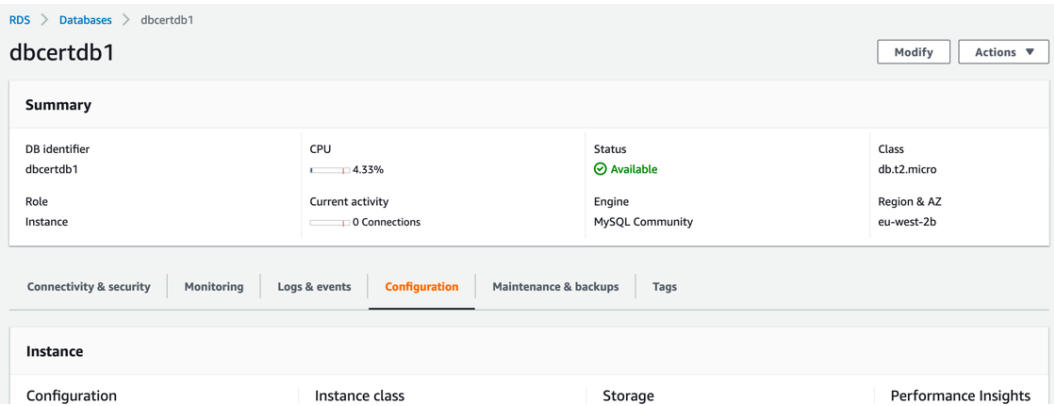 RDS > Databases > dbcertdb1
dbcertdb1
Modify
Actions ▼
Summary
DB identifier
dbcertdb1
CPU
4.33%
Status
Available
Class
db.t2.micro
Role
Instance
Current activity
0 Connections
Engine
MySQL Community
Region & AZ
eu-west-2b
Connectivity & security
Monitoring
Logs & events
Configuration
Maintenance & backups
Tags
Instance
Configuration
Instance class
Storage
Performance Insights